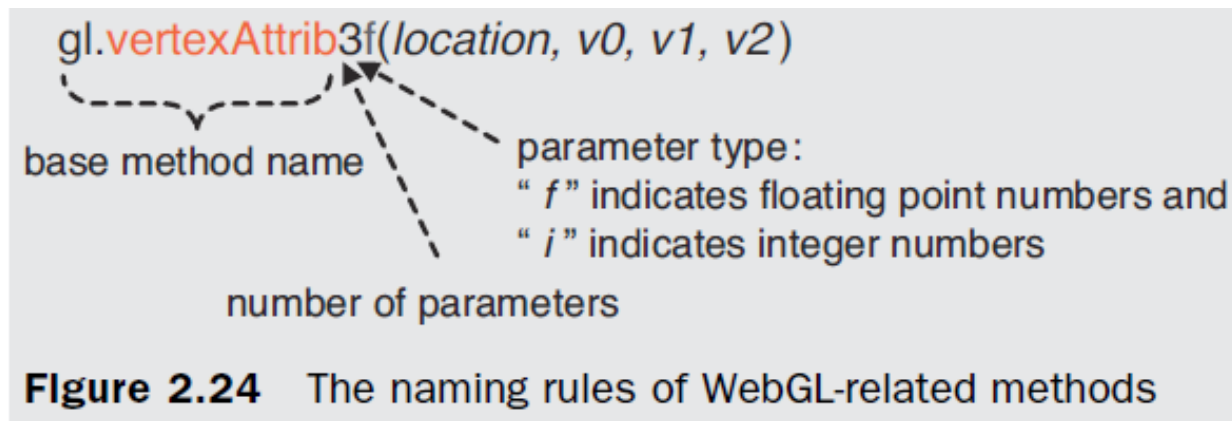 gl.vertexAttrib3f(location, v0, v1, v2)
base method name
parameter type:
“ f ” indicates floating point numbers and
“ i ” indicates integer numbers
number of parameters
Figure 2.24 The naming rules of WebGL-related methods